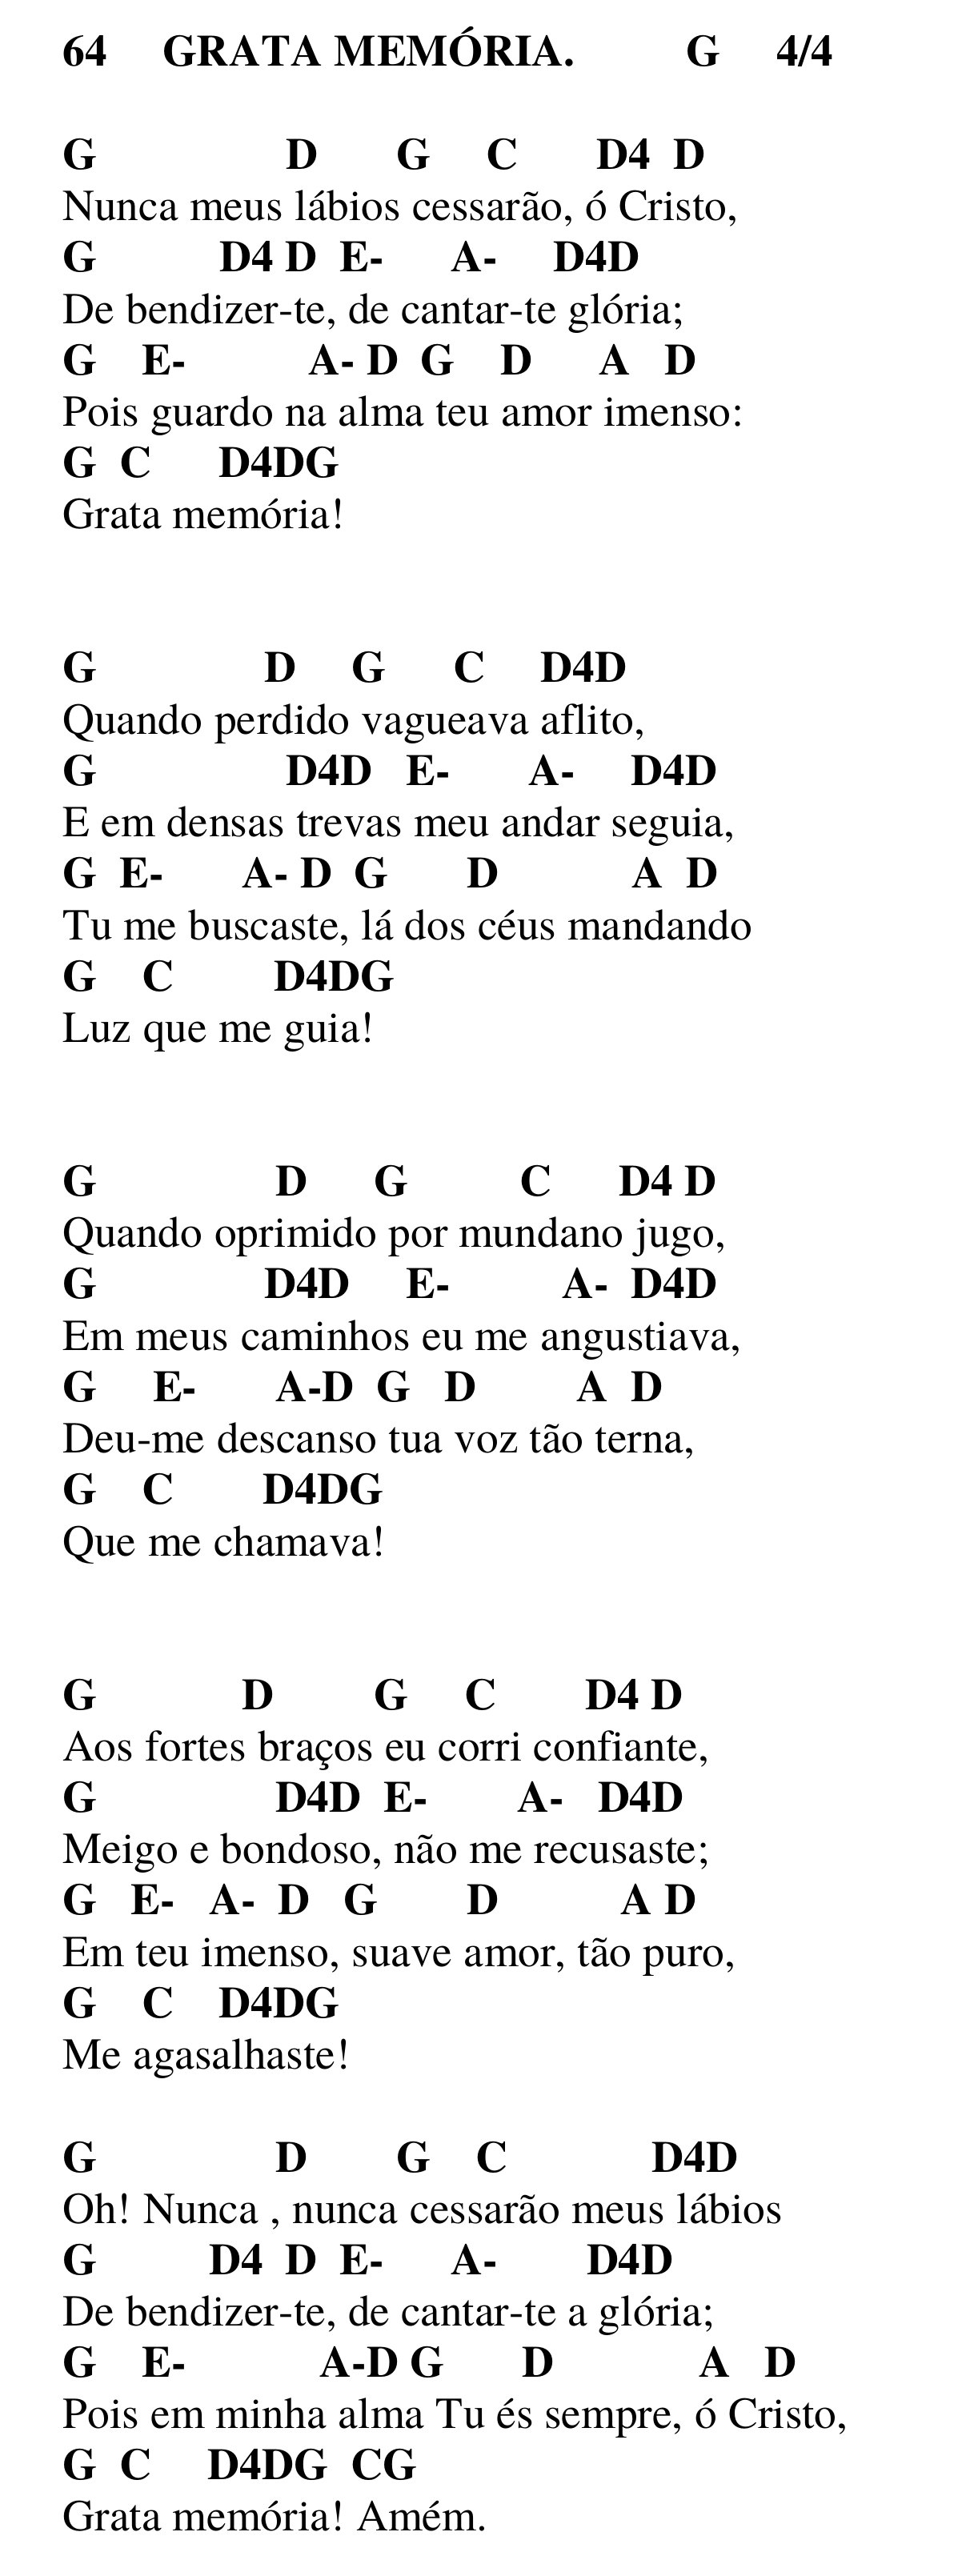 64 GRATA MEMÓRIA. G 4/4
G D G C D4 D
Nunca meus lábios cessarão, ó Cristo,
G D4 D E- A- D4D
De bendizer-te, de cantar-te glória;
G E- A- D G D A D
Pois guardo na alma teu amor imenso:
G C D4DG
Grata memória!
G D G C D4D
Quando perdido vagueava aflito,
G D4D E- A- D4D
E em densas trevas meu andar seguia,
G E- A- D G D A D
Tu me buscaste, lá dos céus mandando
G C D4DG
Luz que me guia!
G D G C D4 D
Quando oprimido por mundano jugo,
G D4D E- A- D4D
Em meus caminhos eu me angustiava,
G E- A-D G D A D
Deu-me descanso tua voz tão terna,
G C D4DG
Que me chamava!
G D G C D4 D
Aos fortes braços eu corri confiante,
G D4D E- A- D4D
Meigo e bondoso, não me recusaste;
G E- A- D G D A D
Em teu imenso, suave amor, tão puro,
G C D4DG
Me agasalhaste!
G D G C D4D
Oh! Nunca , nunca cessarão meus lábios
G D4 D E- A- D4D
De bendizer-te, de cantar-te a glória;
G E- A-D G D A D
Pois em minha alma Tu és sempre, ó Cristo,
G C D4DG CG
Grata memória! Amém.